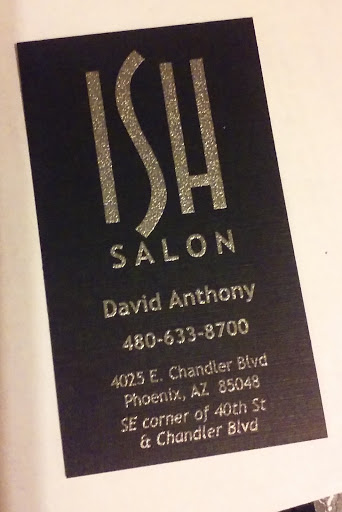 ISH
SALON
David Anthony
480-633-8700
4025 E. Chandler Blvd
Phoenix, AZ 85048
SE corner of 40th St
& Chandler Blvd